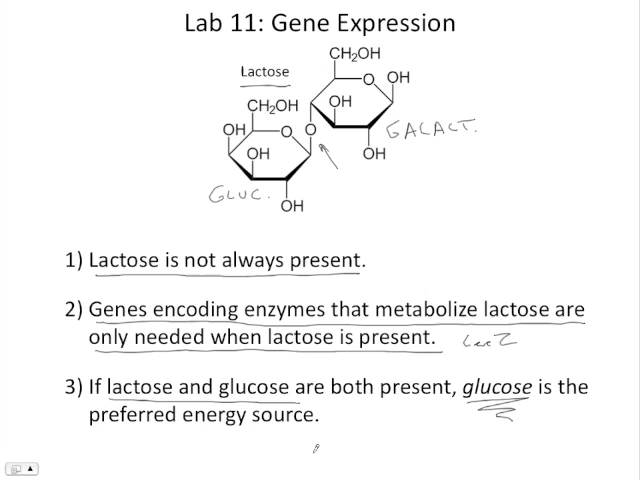 Lab 11: Gene Expression
Lactose
CH₂OH
O
OH
OH
OH
GALACT.
CH₂OH
OH
O
O
OH
OH
GLUC.
1) Lactose is not always present.
2) Genes encoding enzymes that metabolize lactose are
only needed when lactose is present. LacZ
3) If lactose and glucose are both present, glucose is the
preferred energy source.